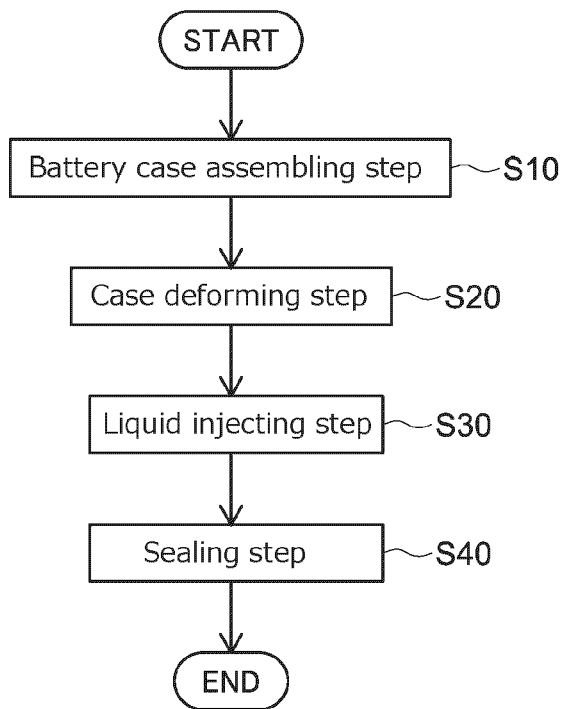 START
Battery case assembling step S10
Case deforming step S20
Liquid injecting step S30
Sealing step S40
END